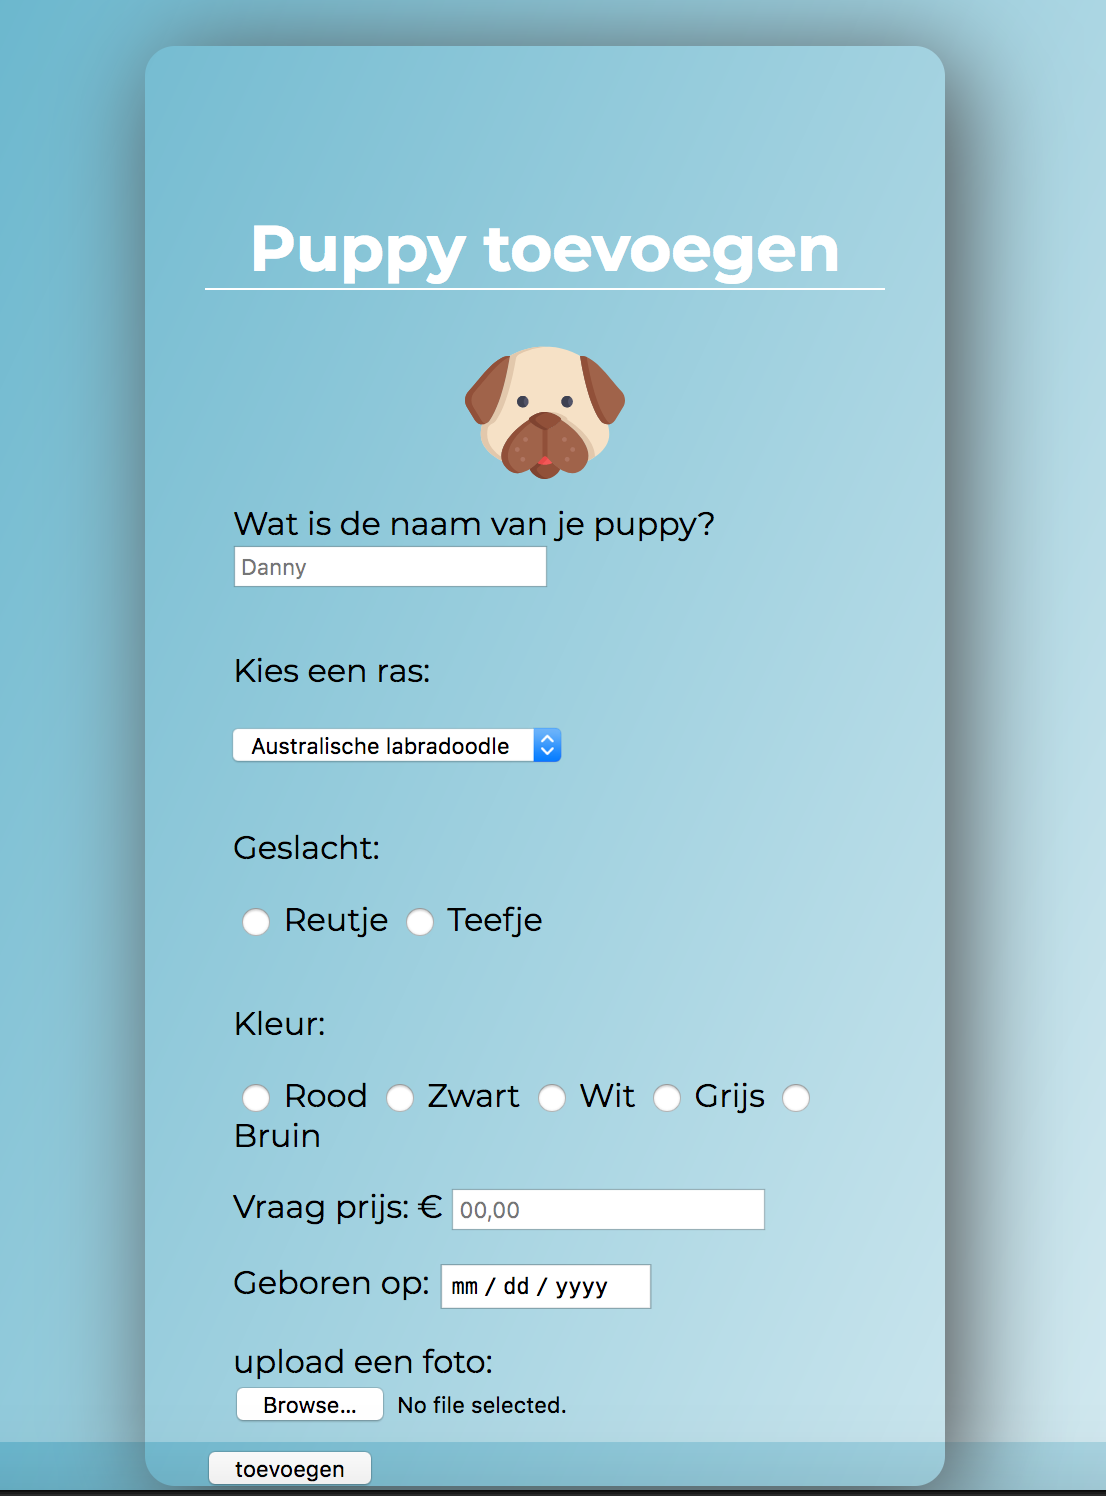 Puppy toevoegen
Wat is de naam van je puppy?
Danny
Kies een ras:
Australische labradoodle
Geslacht:
Reutje Teefje
Kleur:
Rood Zwart Wit Grijs
Bruin
Vraag prijs: € 00,00
Geboren op: mm / dd / yyyy
upload een foto:
Browse... No file selected.
toevoegen